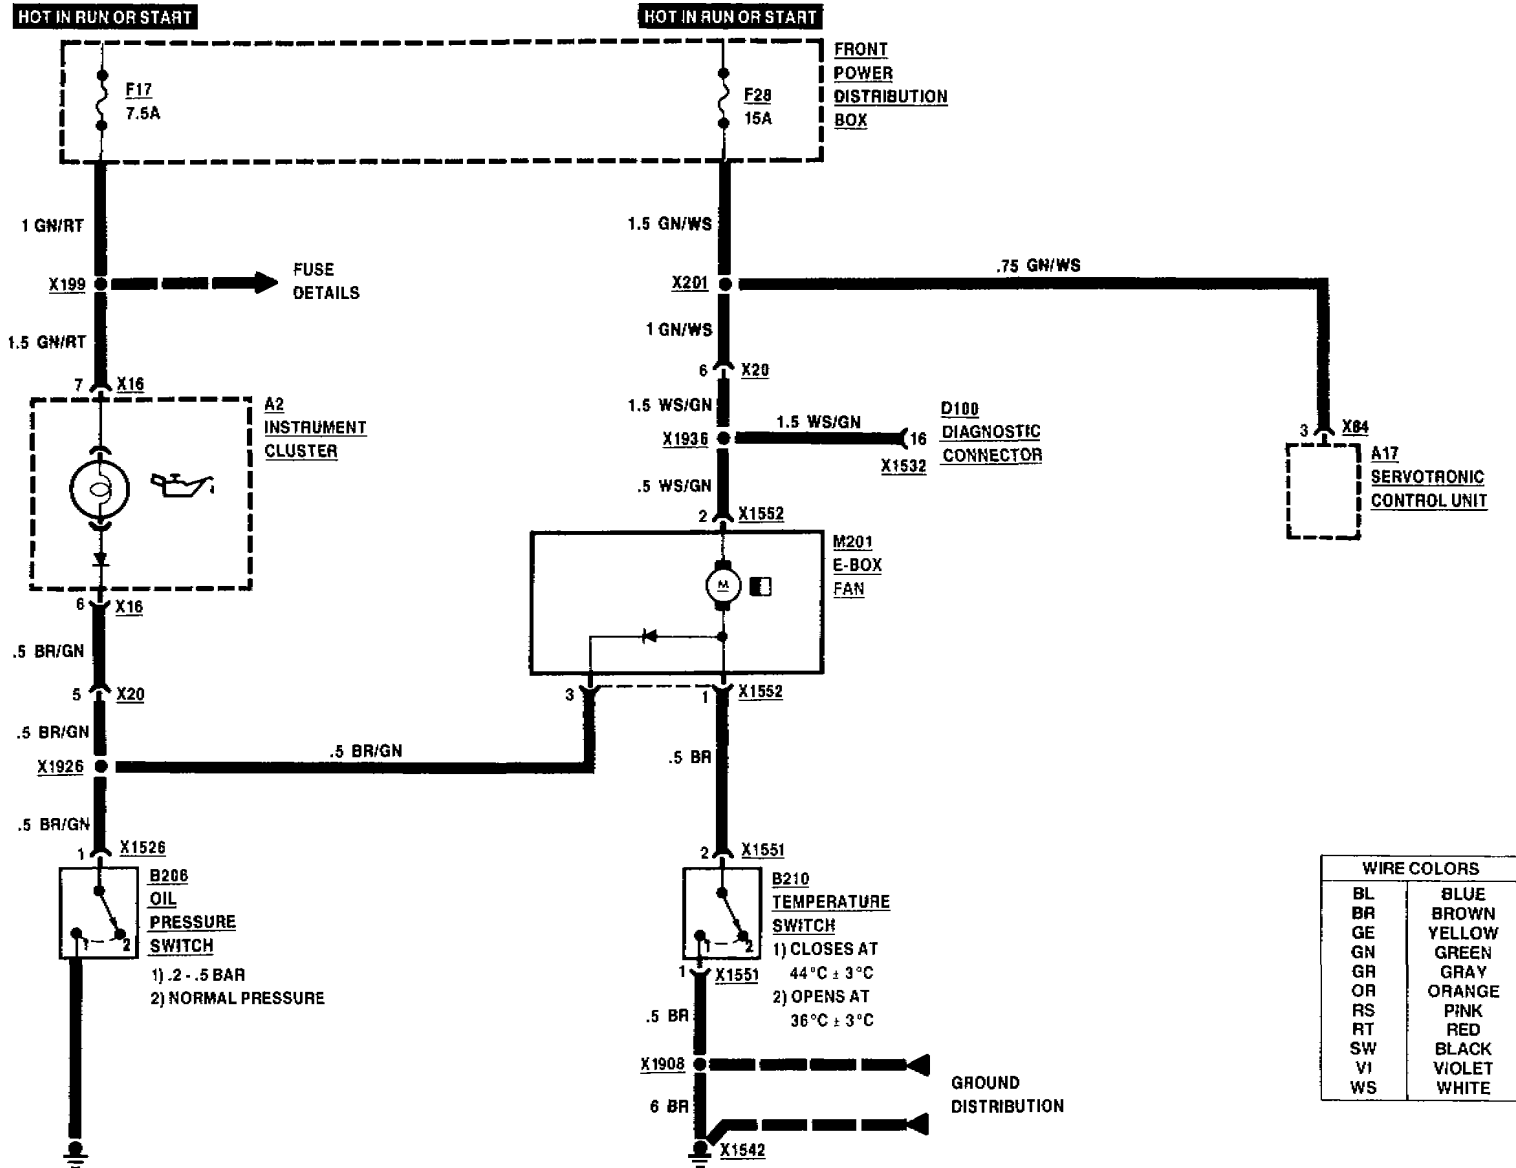 HOT IN RUN OR START
HOT IN RUN OR START
FRONT
POWER
DISTRIBUTION
BOX
F17
7.5A
F28
15A
1 GN/RT
1.5 GN/WS
X199
FUSE
DETAILS
X201
.75 GN/WS
1.5 GN/RT
1 GN/WS
7
X16
6
X20
A2
INSTRUMENT
CLUSTER
1.5 WS/GN
X1936
1.5 WS/GN
16
X1532
D100
DIAGNOSTIC
CONNECTOR
3
X64
A17
SERVOTRONIC
CONTROL UNIT
.5 WS/GN
2
X1552
M201
E-BOX
FAN
M
6
X16
.5 BR/GN
5
X20
3
1
X1552
.5 BR/GN
X1926
.5 BR/GN
.5 BR
.5 BR/GN
1
X1526
2
X1551
B206
OIL
PRESSURE
SWITCH
1
2
1) .2 - .5 BAR
2) NORMAL PRESSURE
B210
TEMPERATURE
SWITCH
1
2
1) CLOSES AT
44°C ± 3°C
2) OPENS AT
36°C ± 3°C
1
X1551
.5 BR
X1908
6 BR
X1542
GROUND
DISTRIBUTION
WIRE COLORS
BL BLUE
BR BROWN
GE YELLOW
GN GREEN
GR GRAY
OR ORANGE
RS PINK
RT RED
SW BLACK
VI VIOLET
WS WHITE